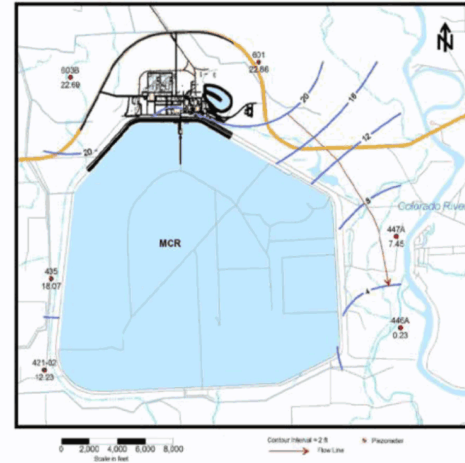 N
601
22.66
603B
22.69
20
16
12
20
8
Colorado River
447A
7.45
MCR
435
18.07
4
446A
0.23
421-02
12.23
0 2,000 4,000 6,000 8,000
Scale in feet
Contour Interval = 2 ft
Piezometer
Flow Line